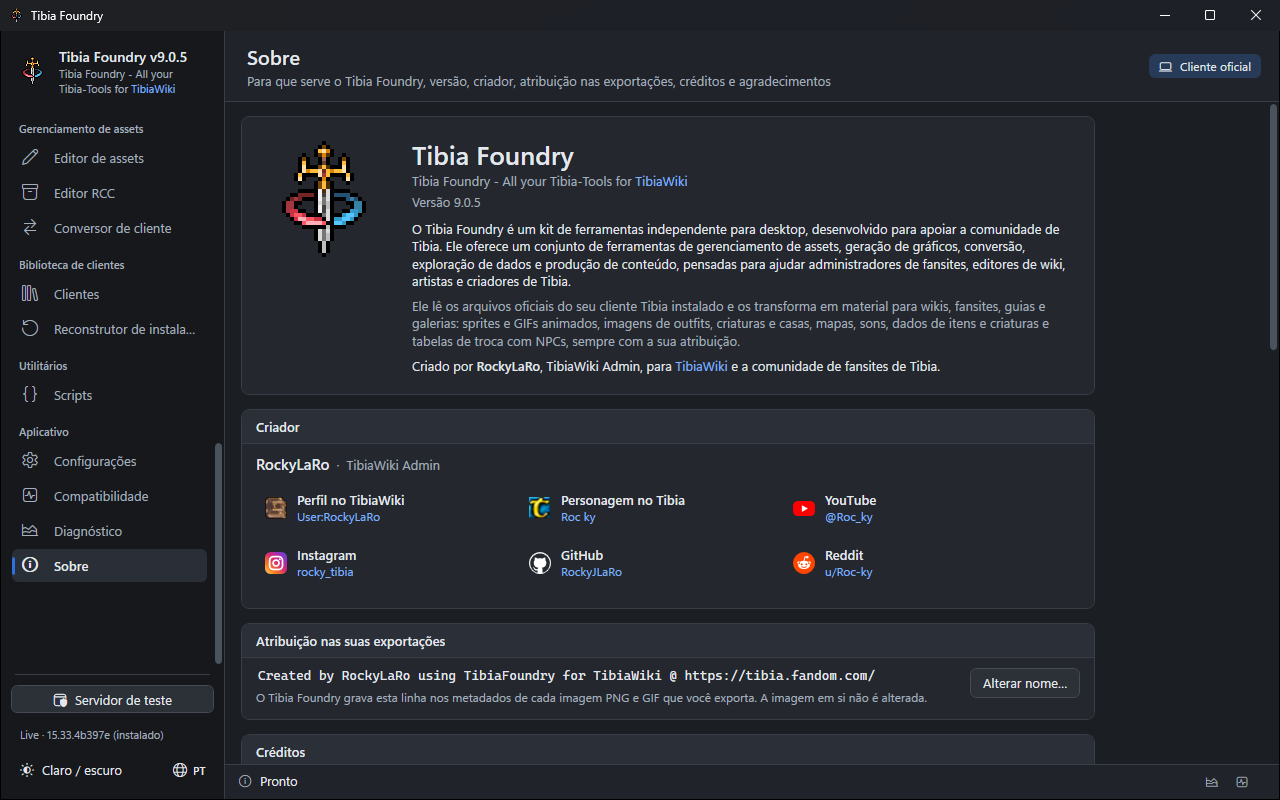 Tibia Foundry
Tibia Foundry v9.0.5
Tibia Foundry - All your
Tibia-Tools for TibiaWiki
Gerenciamento de assets
Editor de assets
Editor RCC
Conversor de cliente
Biblioteca de clientes
Clientes
Reconstrutor de instala...
Utilitários
Scripts
Aplicativo
Configurações
Compatibilidade
Diagnóstico
Sobre
Servidor de teste
Live · 15.33.4b397e (instalado)
Claro / escuro
PT
Sobre
Para que serve o Tibia Foundry, versão, criador, atribuição nas exportações, créditos e agradecimentos
Cliente oficial
Tibia Foundry
Tibia Foundry - All your Tibia-Tools for TibiaWiki
Versão 9.0.5
O Tibia Foundry é um kit de ferramentas independente para desktop, desenvolvido para apoiar a comunidade de
Tibia. Ele oferece um conjunto de ferramentas de gerenciamento de assets, geração de gráficos, conversão,
exploração de dados e produção de conteúdo, pensadas para ajudar administradores de fansites, editores de wiki,
artistas e criadores de Tibia.
Ele lê os arquivos oficiais do seu cliente Tibia instalado e os transforma em material para wikis, fansites, guias e
galerias: sprites e GIFs animados, imagens de outfits, criaturas e casas, mapas, sons, dados de itens e criaturas e
tabelas de troca com NPCs, sempre com a sua atribuição.
Criado por RockyLaRo, TibiaWiki Admin, para TibiaWiki e a comunidade de fansites de Tibia.
Criador
RockyLaRo · TibiaWiki Admin
Perfil no TibiaWiki
User:RockyLaRo
Personagem no Tibia
Roc ky
YouTube
@Roc_ky
Instagram
rocky_tibia
GitHub
RockyJLaRo
Reddit
u/Roc-ky
Atribuição nas suas exportações
Created by RockyLaRo using TibiaFoundry for TibiaWiki @ https://tibia.fandom.com/
O Tibia Foundry grava esta linha nos metadados de cada imagem PNG e GIF que você exporta. A imagem em si não é alterada.
Alterar nome...
Créditos
Pronto